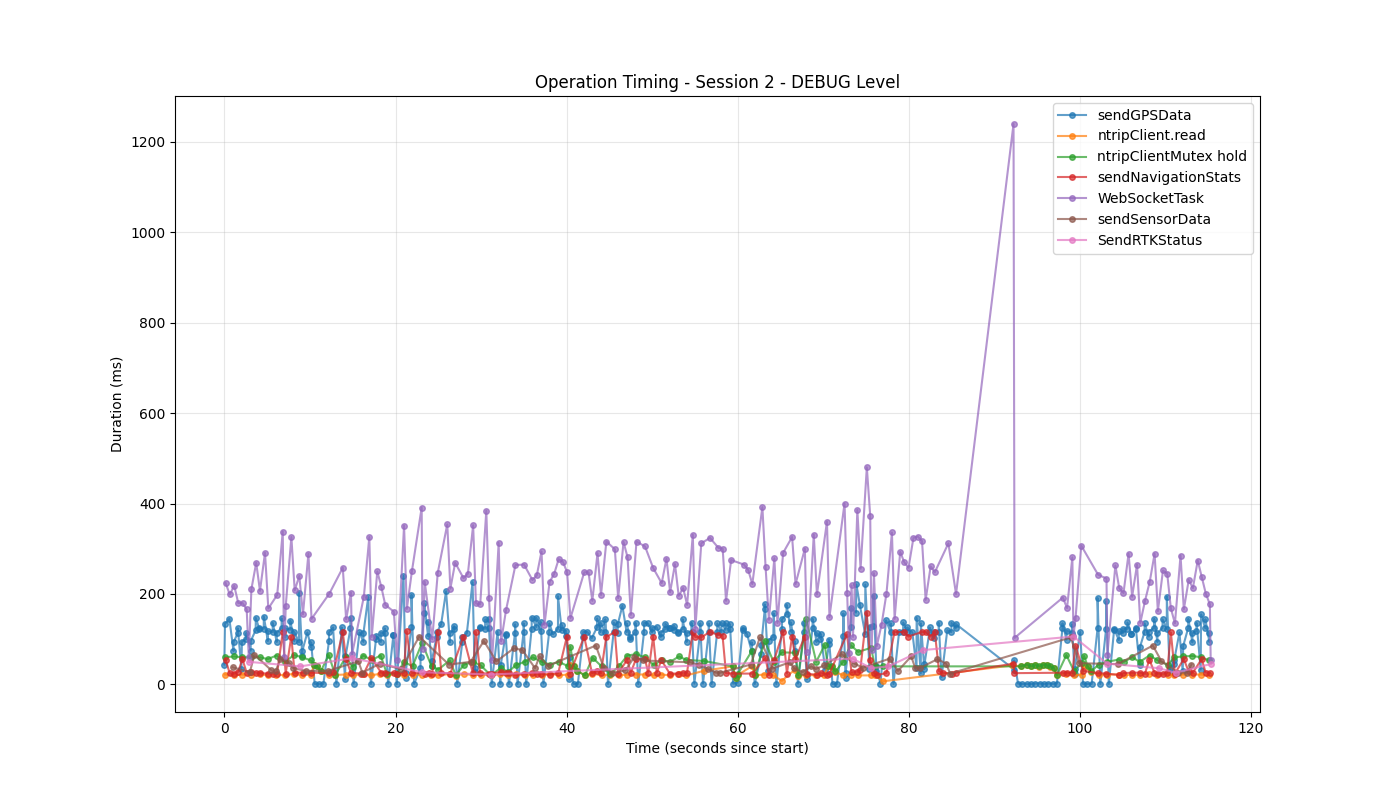 Operation Timing - Session 2 - DEBUG Level
sendGPSData
ntripClient.read
ntripClientMutex hold
sendNavigationStats
WebSocketTask
sendSensorData
SendRTKStatus
Duration (ms)
1200
1000
800
600
400
200
0
0 20 40 60 80 100 120
Time (seconds since start)